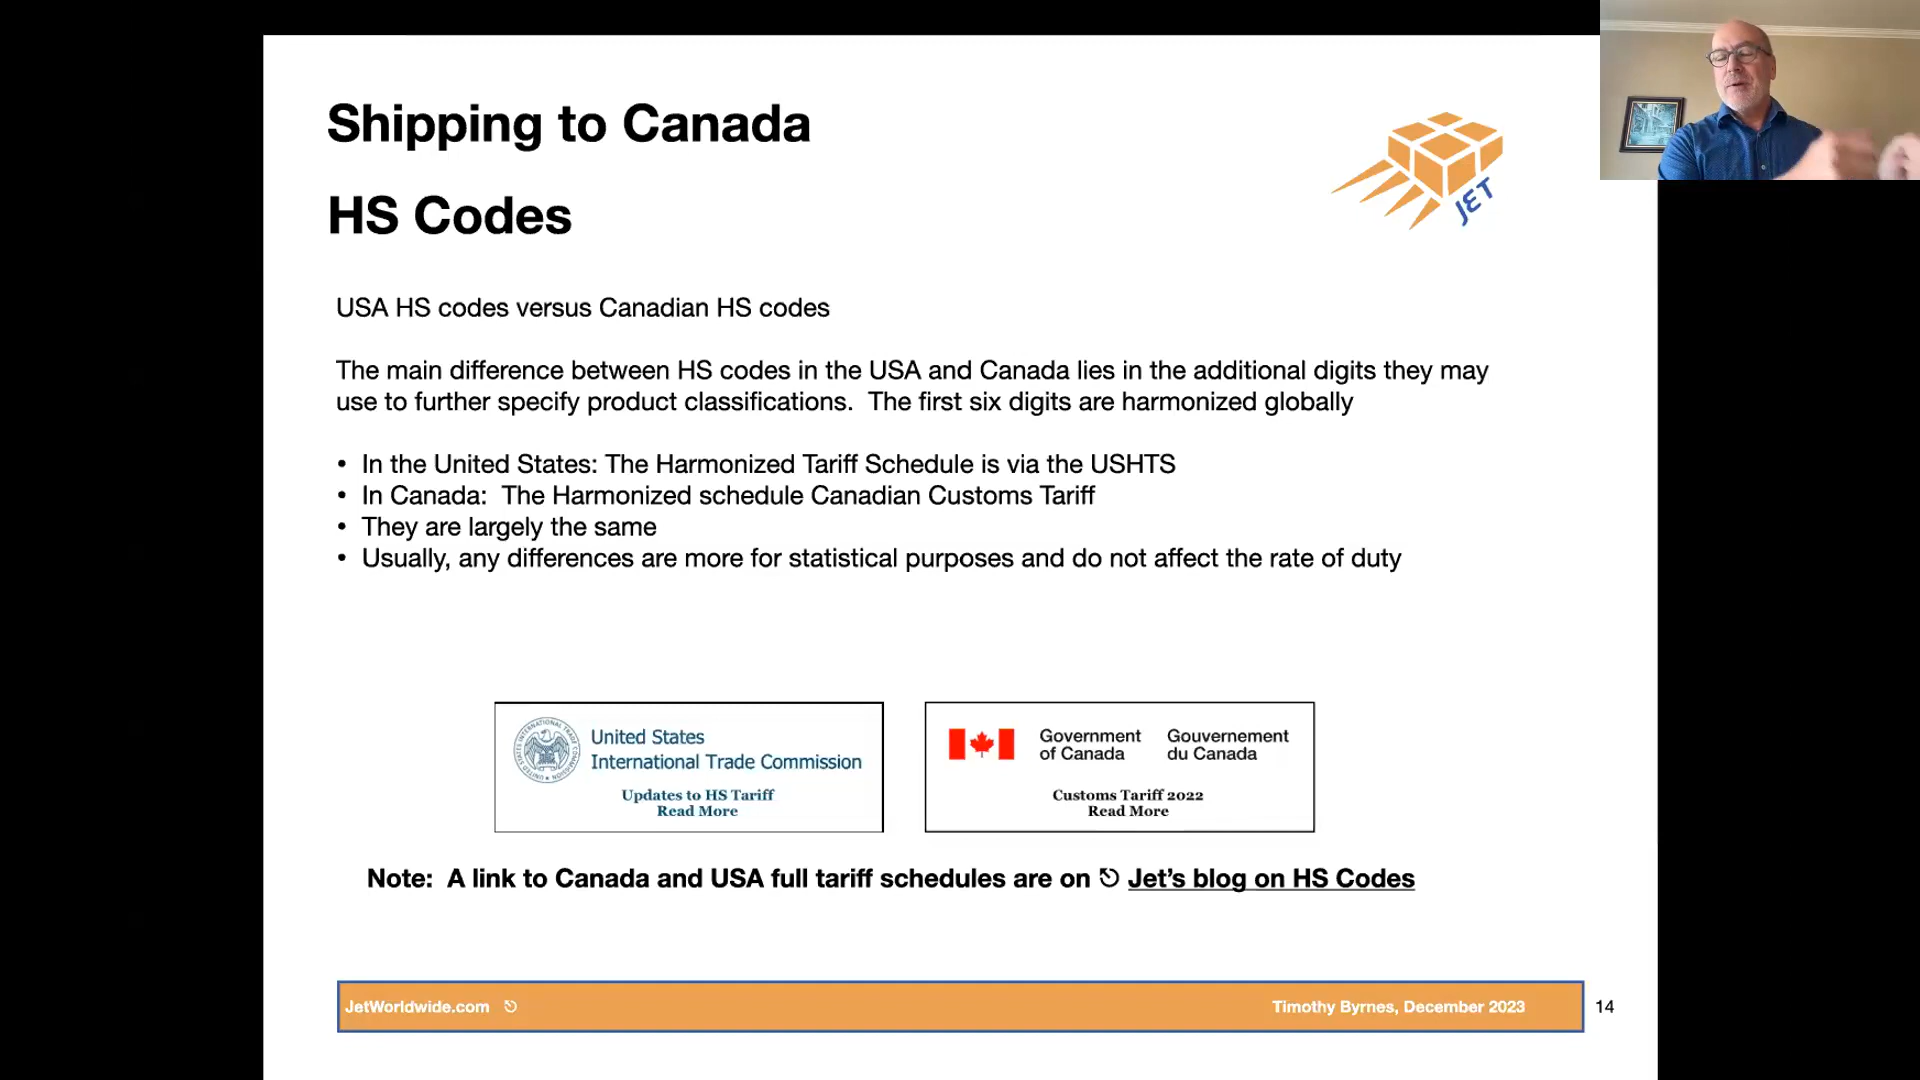 Shipping to Canada
HS Codes
JET
USA HS codes versus Canadian HS codes
The main difference between HS codes in the USA and Canada lies in the additional digits they may
use to further specify product classifications.  The first six digits are harmonized globally
• In the United States: The Harmonized Tariff Schedule is via the USHTS
• In Canada:  The Harmonized schedule Canadian Customs Tariff
• They are largely the same
• Usually, any differences are more for statistical purposes and do not affect the rate of duty
UNITED STATES INTERNATIONAL TRADE COMMISSION
United States
International Trade Commission
Updates to HS Tariff
Read More
Government
of Canada
Gouvernement
du Canada
Customs Tariff 2022
Read More
Note:  A link to Canada and USA full tariff schedules are on Jet’s blog on HS Codes
JetWorldwide.com
Timothy Byrnes, December 2023
14